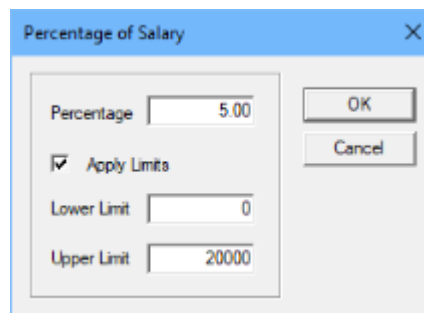 Percentage of Salary
Percentage 5.00
OK
Apply Limits
Cancel
Lower Limit 0
Upper Limit 20000